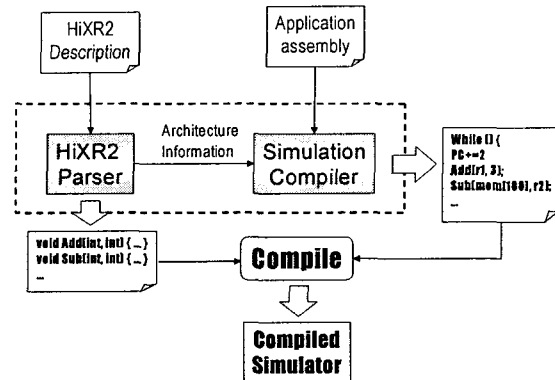 HiXR2
Description
Application
assembly
HiXR2
Parser
Architecture
Information
Simulation
Compiler
While () {
PC+=2
Add(r1, 3);
Sub(mem[100], r2);
...
void Add(int, int) { ... }
void Sub(int, int) { ... }
...
Compile
Compiled
Simulator